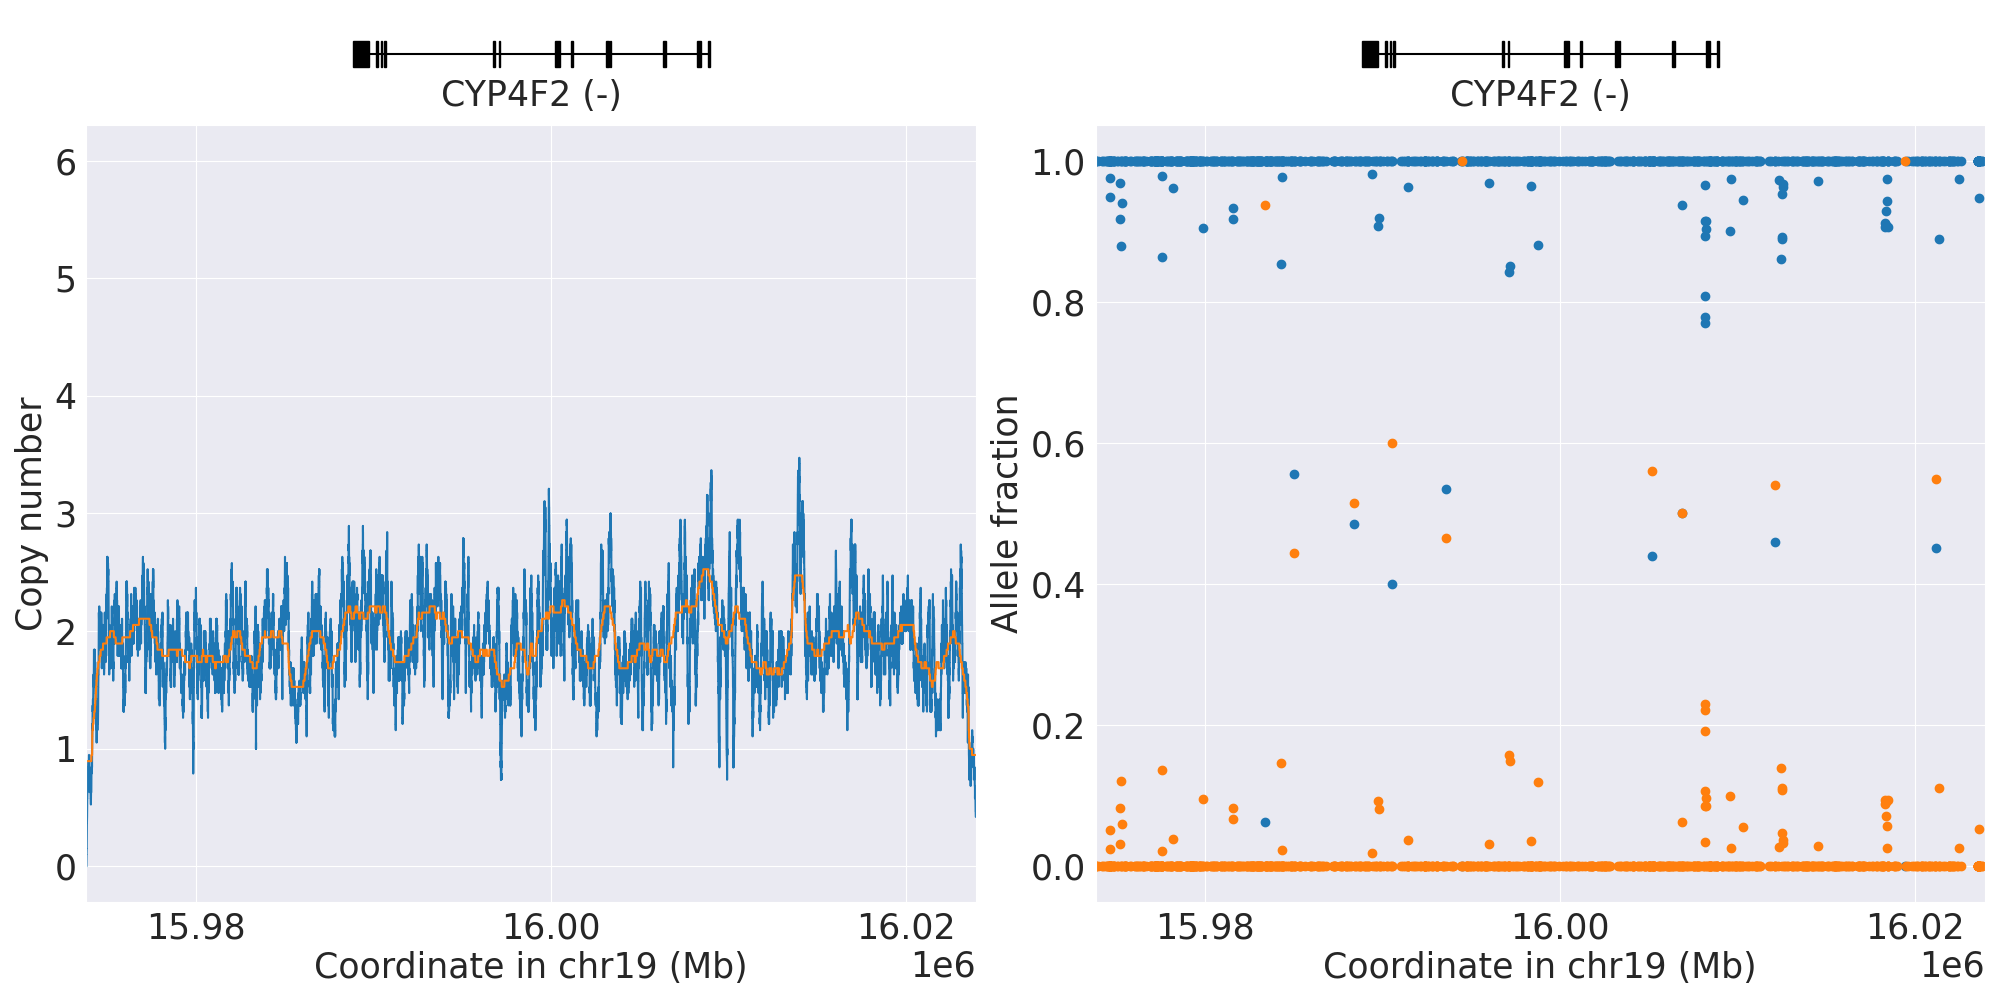 CYP4F2 (-)
CYP4F2 (-)
Copy number
6
5
4
3
2
1
0
15.98
16.00
16.02
Coordinate in chr19 (Mb)
1e6
Allele fraction
1.0
0.8
0.6
0.4
0.2
0.0
15.98
16.00
16.02
Coordinate in chr19 (Mb)
1e6